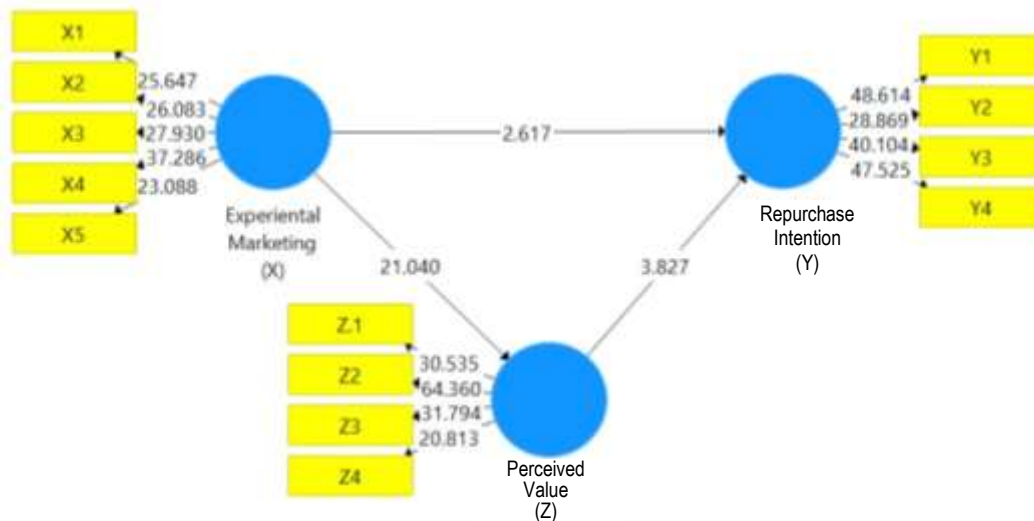 X1
X2
X3
X4
X5
25.647
26.083
27.930
37.286
23.088
Experiental
Marketing
(X)
2.617
21.040
3.827
48.614
28.869
40.104
47.525
Y1
Y2
Y3
Y4
Repurchase
Intention
(Y)
Z.1
Z2
Z3
Z4
30.535
64.360
31.794
20.813
Perceived
Value
(Z)